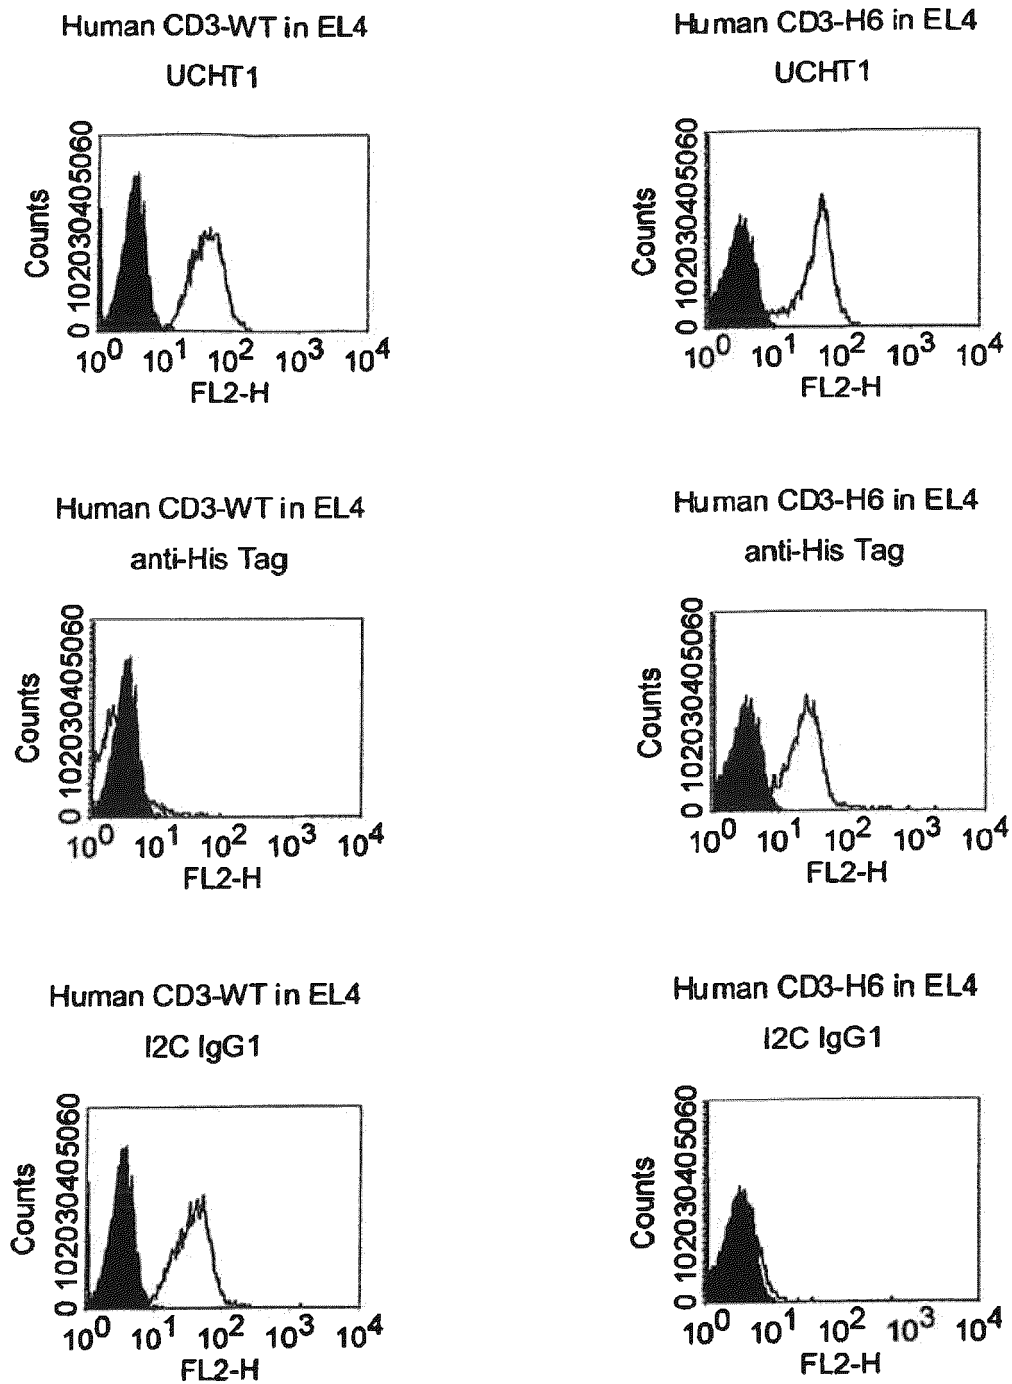 Human CD3-WT in EL4
UCHT1
Counts
0 102030405060
10^0 10^1 10^2 10^3 10^4
FL2-H
Human CD3-H6 in EL4
UCHT1
Counts
0 102030405060
10^0 10^1 10^2 10^3 10^4
FL2-H
Human CD3-WT in EL4
anti-His Tag
Counts
0 102030405060
10^0 10^1 10^2 10^3 10^4
FL2-H
Human CD3-H6 in EL4
anti-His Tag
Counts
0 102030405060
10^0 10^1 10^2 10^3 10^4
FL2-H
Human CD3-WT in EL4
I2C IgG1
Counts
0 102030405060
10^0 10^1 10^2 10^3 10^4
FL2-H
Human CD3-H6 in EL4
I2C IgG1
Counts
0 102030405060
10^0 10^1 10^2 10^3 10^4
FL2-H